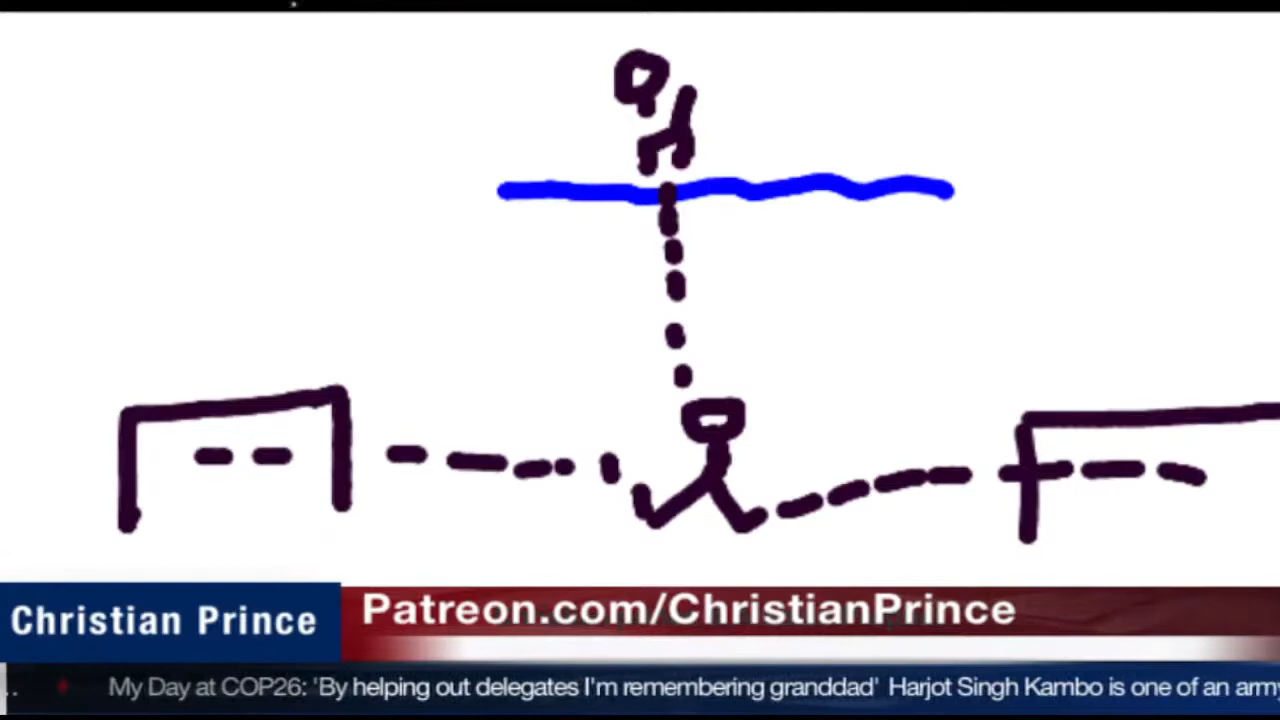 Christian Prince
Patreon.com/ChristianPrince
.. My Day at COP26: 'By helping out delegates I'm remembering granddad' Harjot Singh Kambo is one of an army